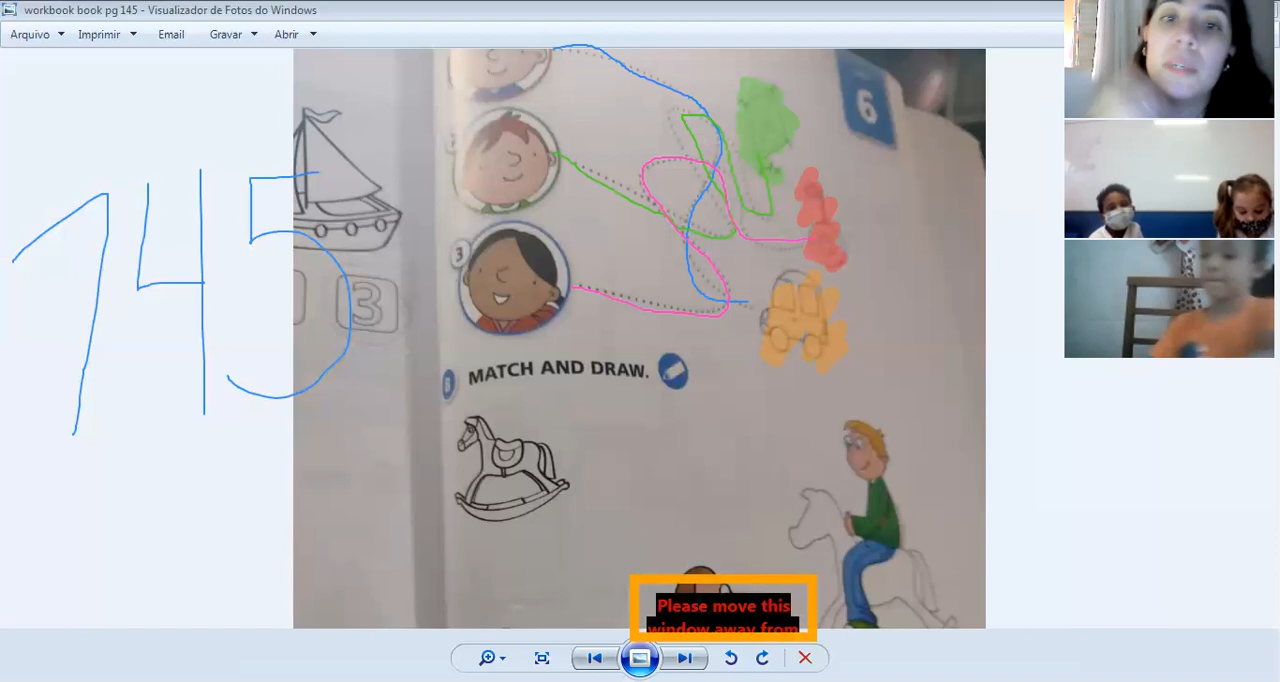 workbook book pg 145 - Visualizador de Fotos do Windows
Arquivo Imprimir Email Gravar Abrir
6
145
3
3
B MATCH AND DRAW.
Please move this
window away from